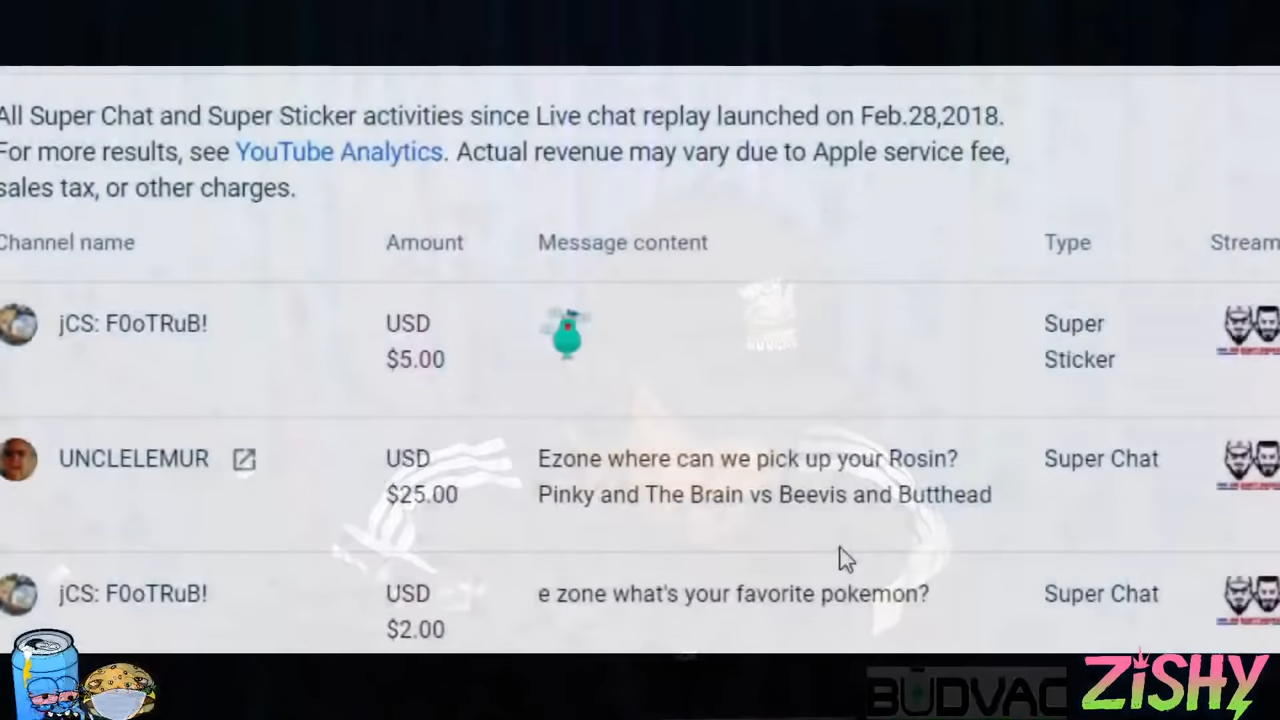 All Super Chat and Super Sticker activities since Live chat replay launched on Feb.28,2018.
For more results, see YouTube Analytics. Actual revenue may vary due to Apple service fee,
sales tax, or other charges.
Channel name Amount Message content Type Stream
jCS: F0oTRuB! USD $5.00 Super Sticker
UNCLELEMUR USD $25.00 Ezone where can we pick up your Rosin? Pinky and The Brain vs Beevis and Butthead Super Chat
jCS: F0oTRuB! USD $2.00 e zone what's your favorite pokemon? Super Chat
BUDVAC ZiSHY